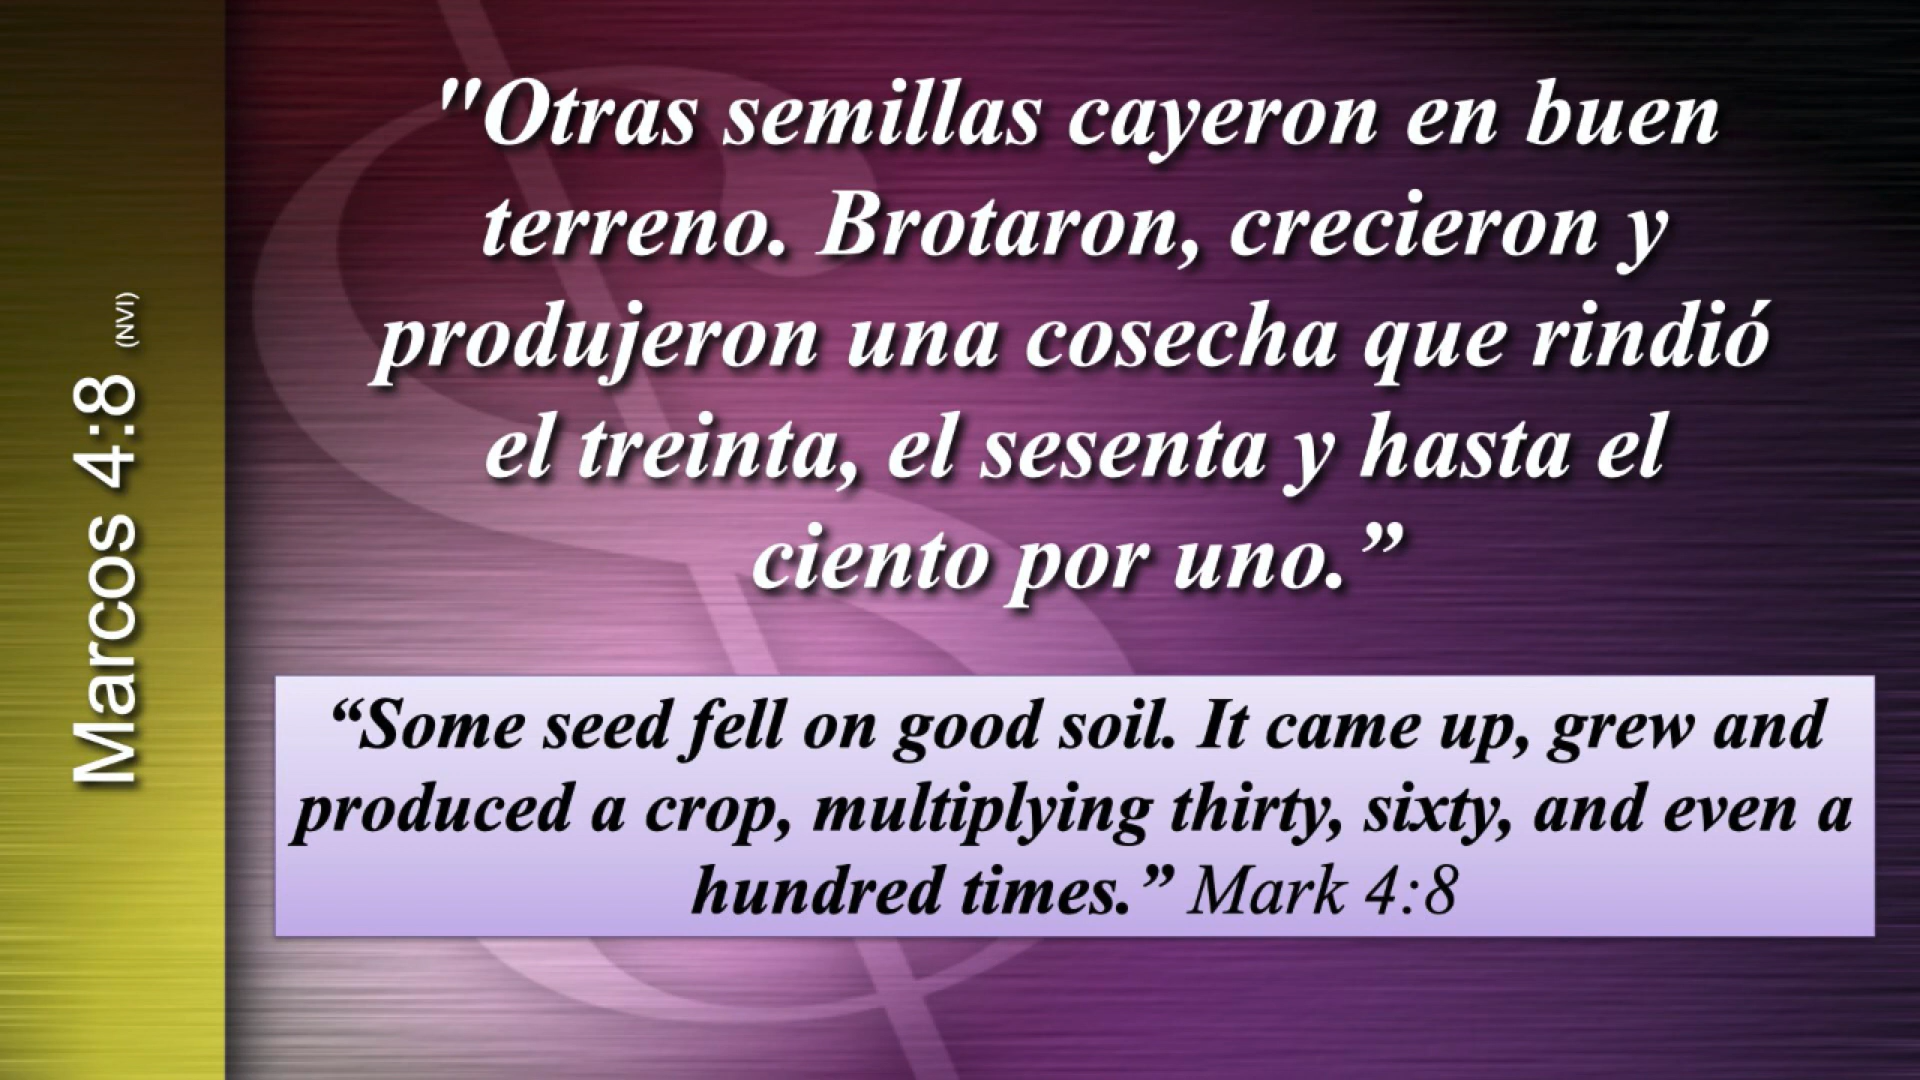 Marcos 4:8 (NVI)
"Otras semillas cayeron en buen
terreno. Brotaron, crecieron y
produjeron una cosecha que rindió
el treinta, el sesenta y hasta el
ciento por uno.”
“Some seed fell on good soil. It came up, grew and
produced a crop, multiplying thirty, sixty, and even a
hundred times.” Mark 4:8